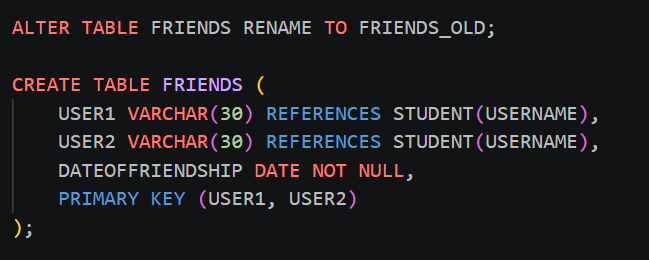 ALTER TABLE FRIENDS RENAME TO FRIENDS_OLD;
CREATE TABLE FRIENDS (
USER1 VARCHAR(30) REFERENCES STUDENT(USERNAME),
USER2 VARCHAR(30) REFERENCES STUDENT(USERNAME),
DATEOFFRIENDSHIP DATE NOT NULL,
PRIMARY KEY (USER1, USER2)
);